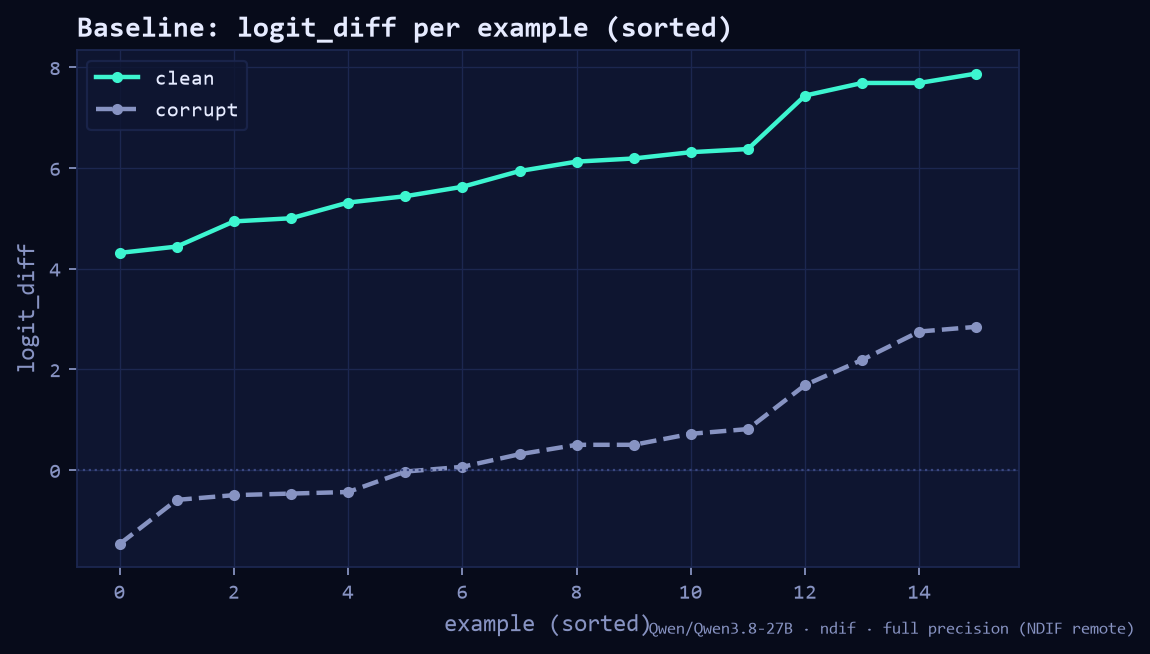 Baseline: logit_diff per example (sorted)
clean
corrupt
8
6
4
2
0
logit_diff
0 2 4 6 8 10 12 14
example (sorted)
Qwen/Qwen3.8-27B · ndif · full precision (NDIF remote)